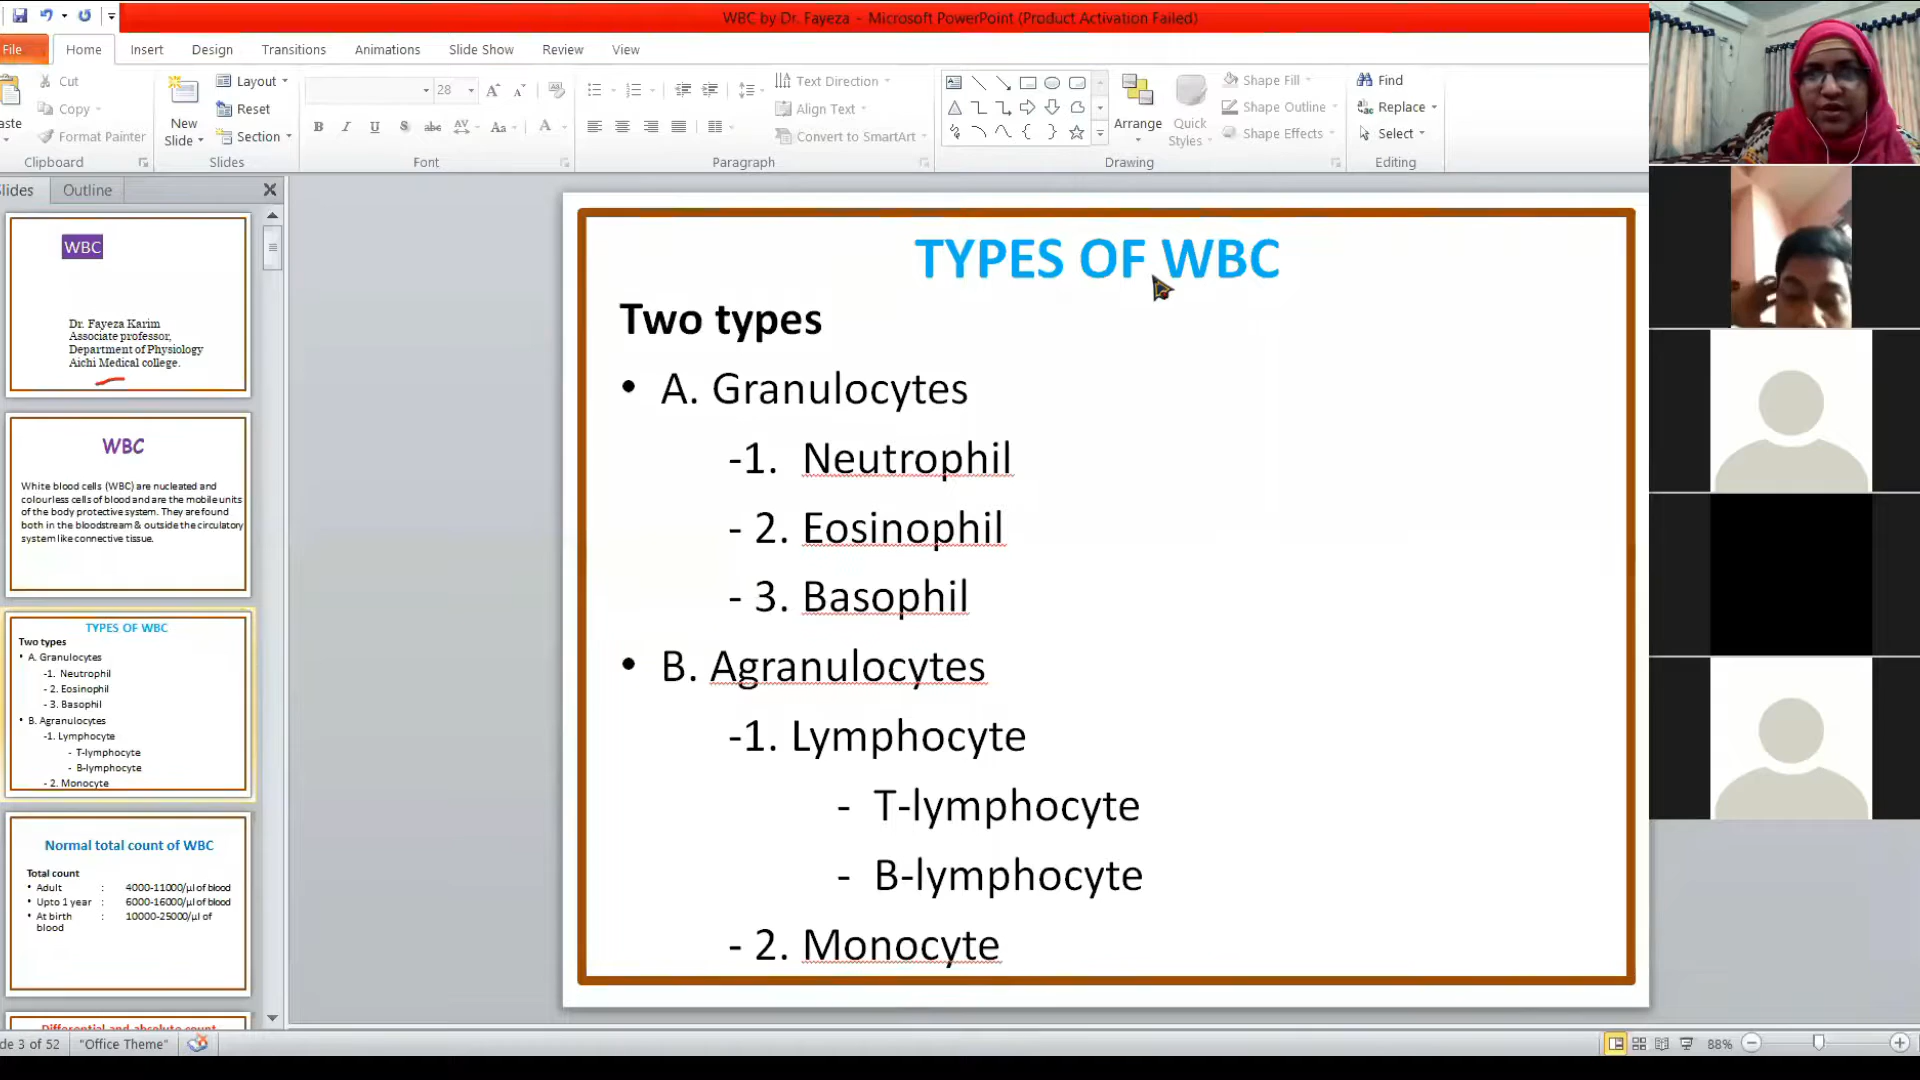 WBC by Dr. Fayeza - Microsoft PowerPoint (Product Activation Failed)
File Home Insert Design Transitions Animations Slide Show Review View
Cut
Copy
Format Painter
Clipboard
New
Slide
Layout
Reset
Section
Slides
28
Font
Text Direction
Align Text
Convert to SmartArt
Paragraph
Arrange
Quick
Styles
Shape Fill
Shape Outline
Shape Effects
Drawing
Find
Replace
Select
Editing
lides Outline
WBC
Dr. Fayeza Karim
Associate professor,
Department of Physiology
Aichi Medical college.
WBC
White blood cells (WBC) are nucleated and
colourless cells of blood and are the mobile units
of the body protective system. They are found
both in the bloodstream & outside the circulatory
system like connective tissue.
TYPES OF WBC
Two types
• A. Granulocytes
-1. Neutrophil
- 2. Eosinophil
- 3. Basophil
• B. Agranulocytes
-1. Lymphocyte
- T-lymphocyte
- B-lymphocyte
- 2. Monocyte
Normal total count of WBC
Total count
• Adult : 4000-11000/µl of blood
• Upto 1 year : 6000-16000/µl of blood
• At birth : 10000-25000/µl of
blood
Differential and absolute count
TYPES OF WBC
Two types
• A. Granulocytes
-1. Neutrophil
- 2. Eosinophil
- 3. Basophil
• B. Agranulocytes
-1. Lymphocyte
- T-lymphocyte
- B-lymphocyte
- 2. Monocyte
de 3 of 52 "Office Theme" 88%